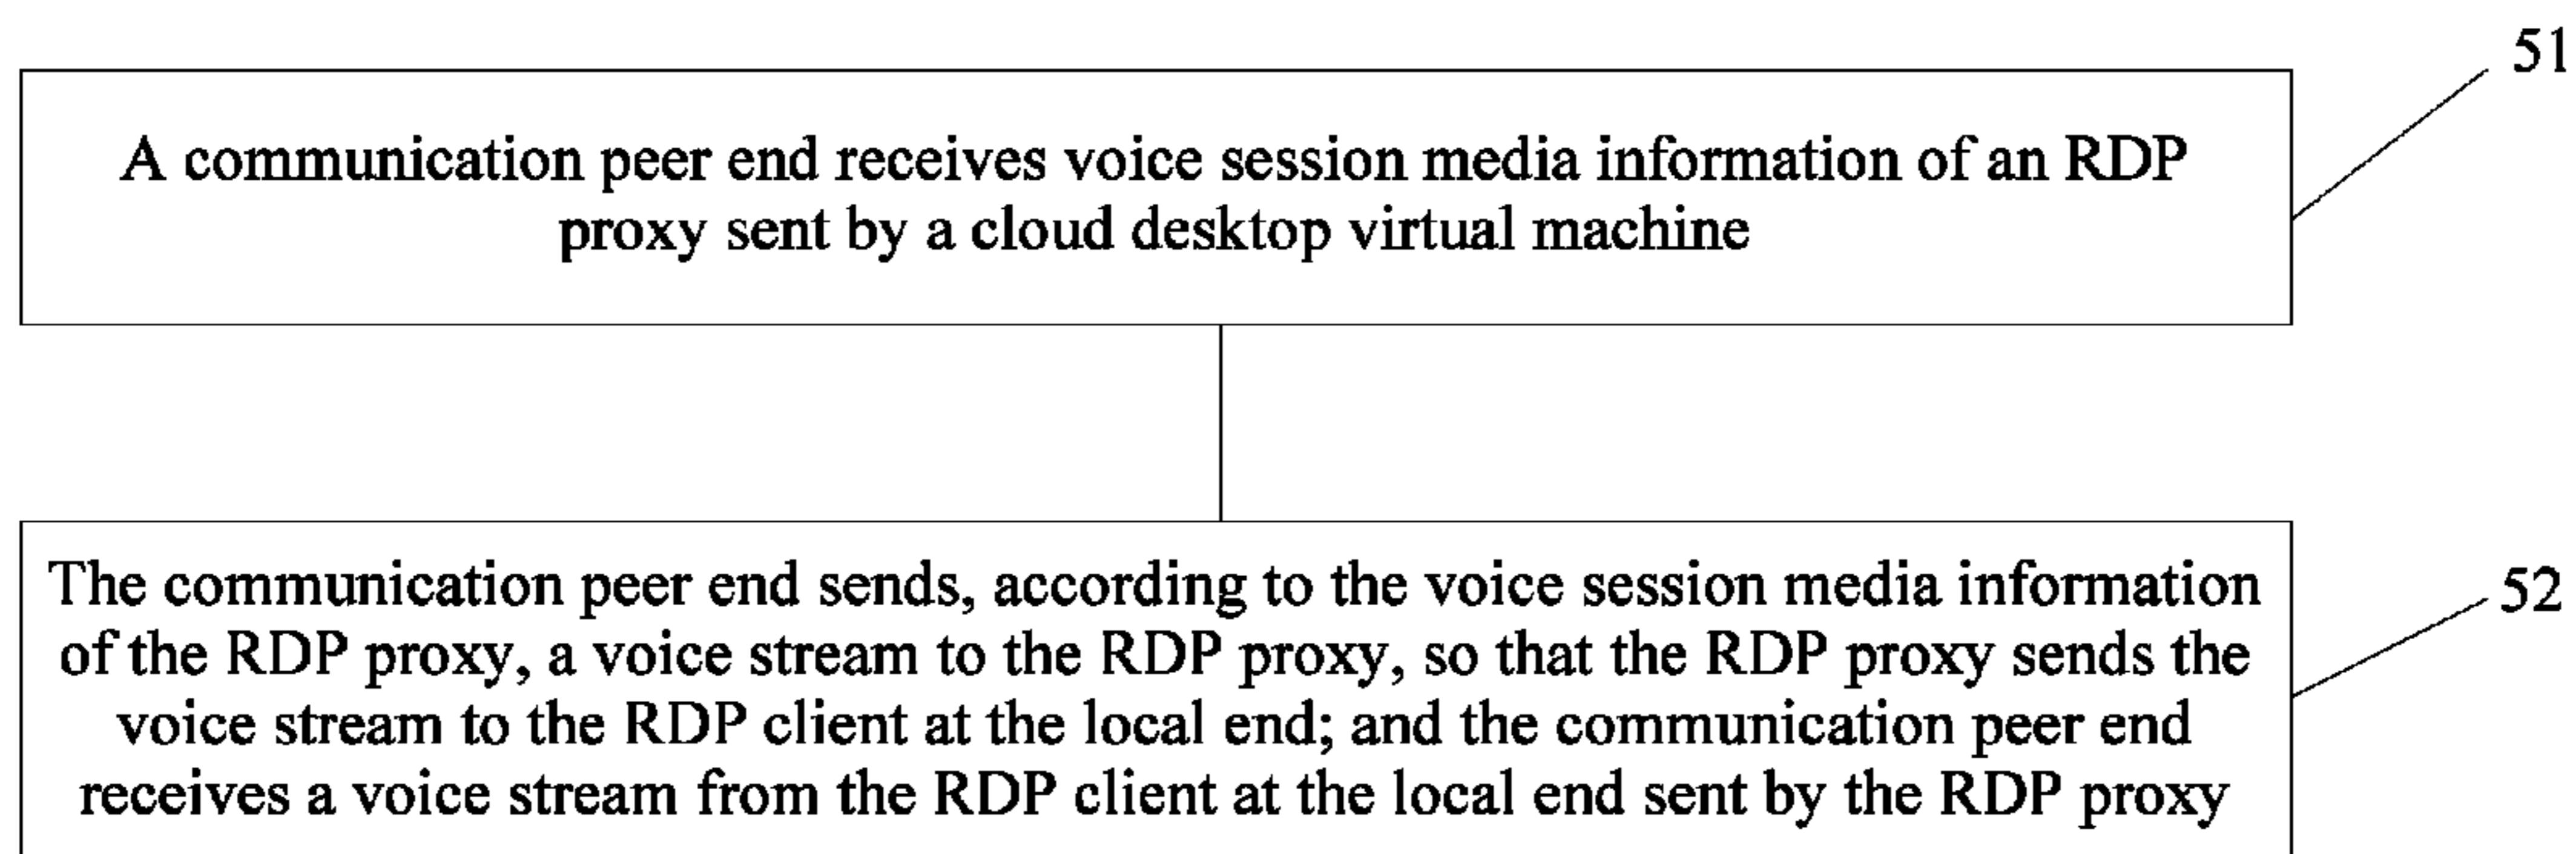 51
A communication peer end receives voice session media information of an RDP
proxy sent by a cloud desktop virtual machine
The communication peer end sends, according to the voice session media information
of the RDP proxy, a voice stream to the RDP proxy, so that the RDP proxy sends the
voice stream to the RDP client at the local end; and the communication peer end
receives a voice stream from the RDP client at the local end sent by the RDP proxy
52